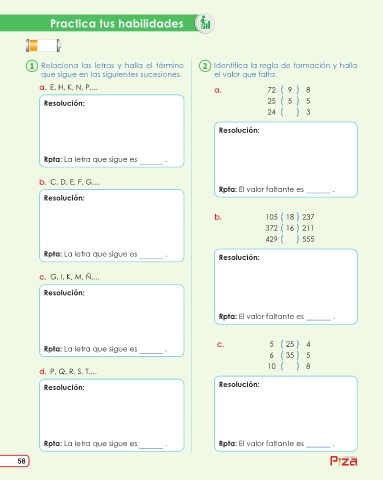 Practica tus habilidades
1 Relaciona las letras y halla el término
que sigue en las siguientes sucesiones.
a. E, H, K, N, P,...
Resolución:
Rpta: La letra que sigue es ______ .
b. C, D, E, F, G,...
Resolución:
Rpta: La letra que sigue es ______ .
c. G, I, K, M, Ñ,...
Resolución:
Rpta: La letra que sigue es ______ .
d. P, Q, R, S, T,...
Resolución:
Rpta: La letra que sigue es ______ .
2 Identifica la regla de formación y halla
el valor que falta.
a. 72 ( 9 ) 8
25 ( 5 ) 5
24 ( ) 3
Resolución:
Rpta: El valor faltante es ______ .
b. 105 ( 18 ) 237
372 ( 16 ) 211
429 ( ) 555
Resolución:
Rpta: El valor faltante es ______ .
c. 5 ( 25 ) 4
6 ( 35 ) 5
10 ( ) 8
Resolución:
Rpta: El valor faltante es ______ .
58
P!ZA